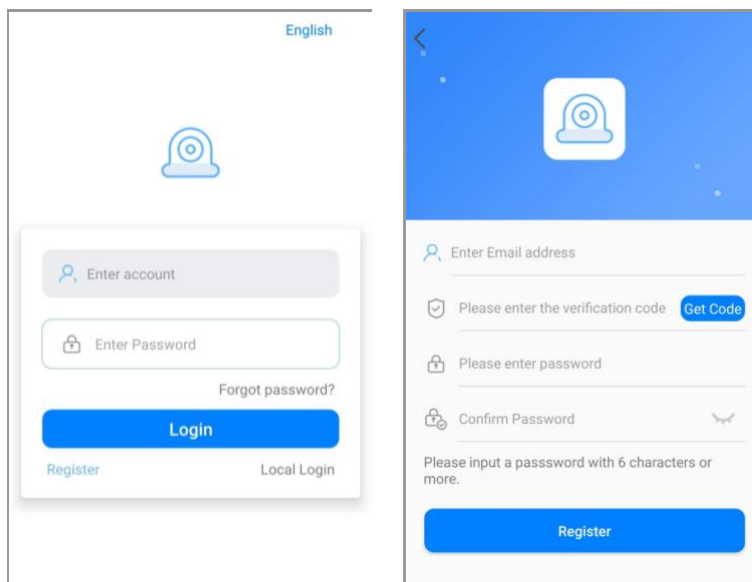 English
Enter account
Enter Password
Forgot password?
Login
Register
Local Login
Enter Email address
Please enter the verification code
Get Code
Please enter password
Confirm Password
Please input a passsword with 6 characters or
more.
Register